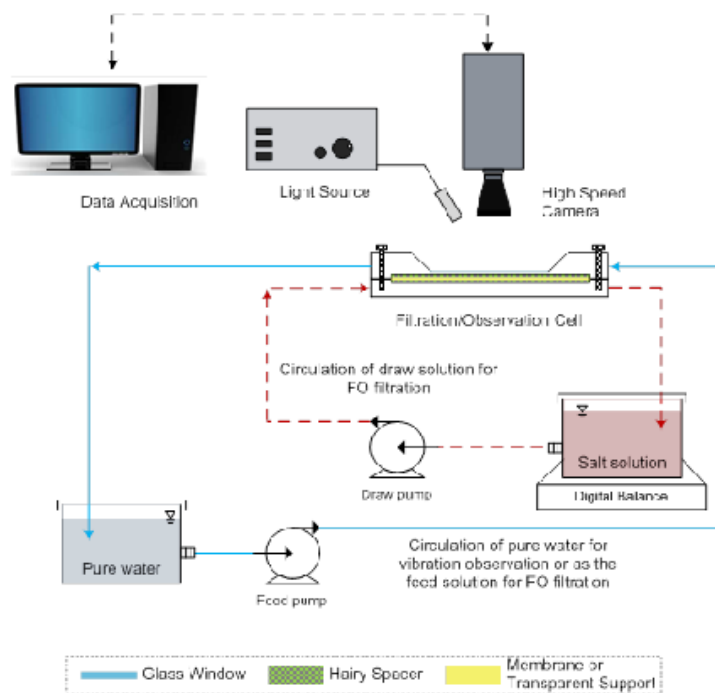 Data Acquisition
Light Source
High Speed
Camera
Filtration/Observation Cell
Circulation of draw solution for
FO filtration
Salt solution
Draw pump
Digital Balance
Pure water
Feed pump
Circulation of pure water for
vibration observation or as the
feed solution for FO filtration
Glass Window
Hairy Spacer
Membrane or
Transparent Support